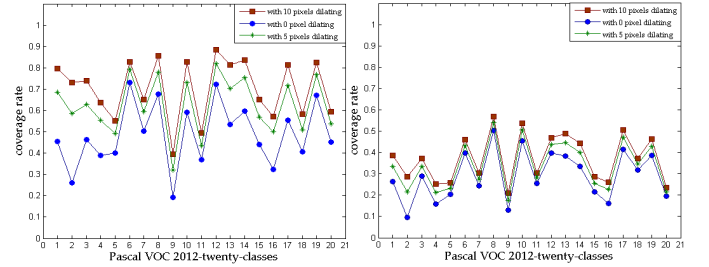 with 10 pixels dilating
with 0 pixel dilating
with 5 pixels dilating
1
0.9
0.8
0.7
0.6
0.5
0.4
0.3
0.2
0.1
0
coverage rate
0 1 2 3 4 5 6 7 8 9 10 11 12 13 14 15 16 17 18 19 20 21
Pascal VOC 2012-twenty-classes
with 10 pixels dilating
with 0 pixel dilating
with 5 pixels dilating
1
0.9
0.8
0.7
0.6
0.5
0.4
0.3
0.2
0.1
0
coverage rate
0 1 2 3 4 5 6 7 8 9 10 11 12 13 14 15 16 17 18 19 20 21
Pascal VOC 2012-twenty-classes